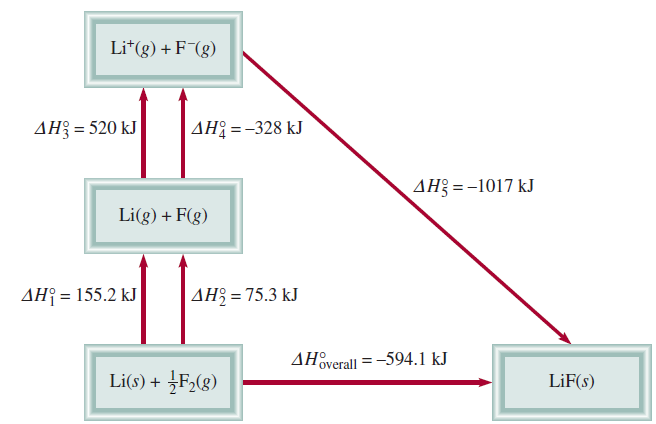 Li⁺(g) + F⁻(g)
ΔH°₃ = 520 kJ
ΔH°₄ = –328 kJ
ΔH°₅ = –1017 kJ
Li(g) + F(g)
ΔH°₁ = 155.2 kJ
ΔH°₂ = 75.3 kJ
ΔH°overall = –594.1 kJ
Li(s) + ½F₂(g)
LiF(s)